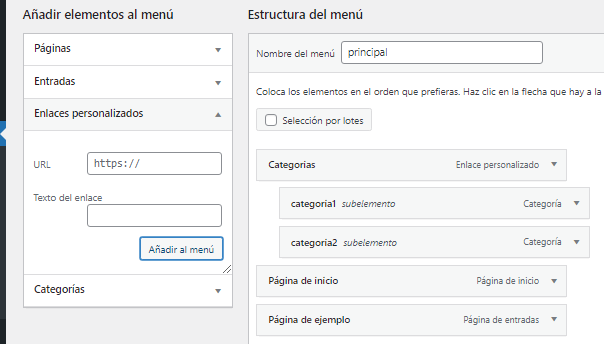 Añadir elementos al menú
Páginas
Entradas
Enlaces personalizados
URL
https://
Texto del enlace
Añadir al menú
Categorías
Estructura del menú
Nombre del menú
principal
Coloca los elementos en el orden que prefieras. Haz clic en la flecha que hay a la
Selección por lotes
Categorias Enlace personalizado
categoria1 subelemento Categoría
categoria2 subelemento Categoría
Página de inicio Página de inicio
Página de ejemplo Página de entradas